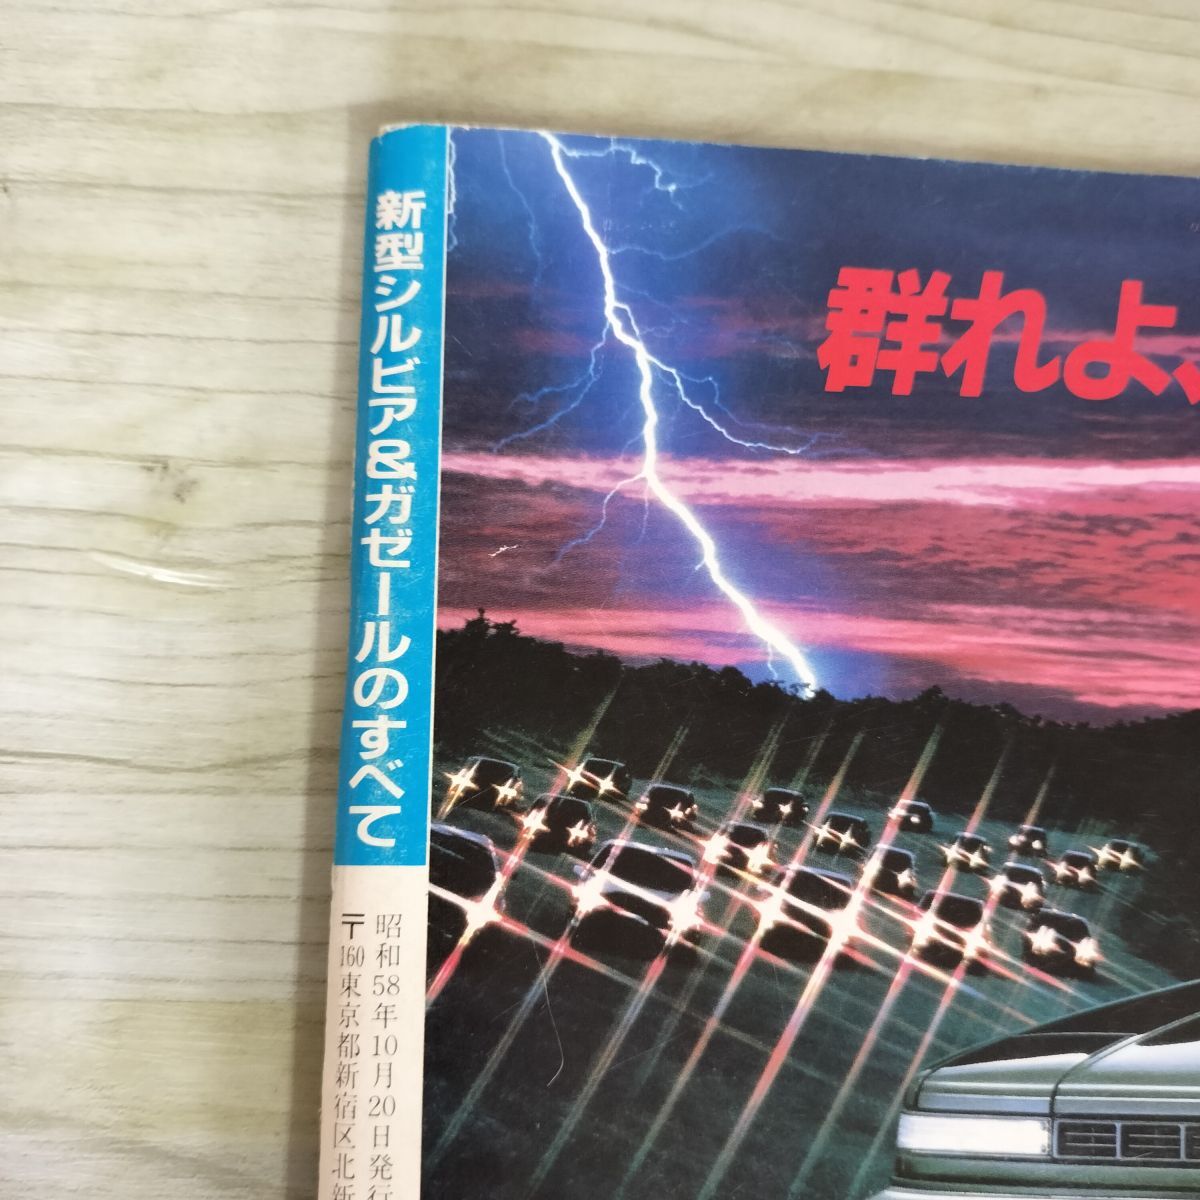 新型シルビア&ガゼールのすべて
昭和58年10月20日発行
〒160東京都新宿区北新
群れよ、